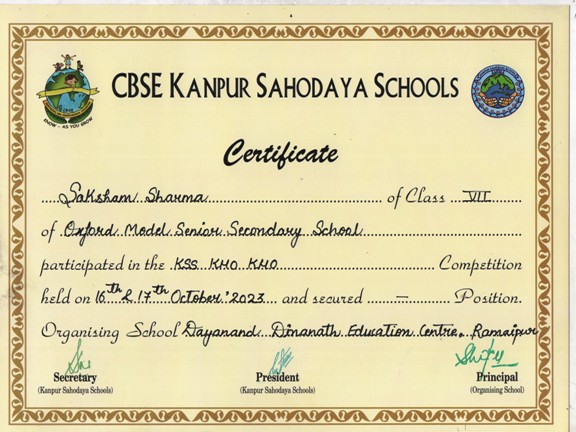 CBSE KANPUR SAHODAYA SCHOOLS
KNOW - AS YOU GROW
Certificate
Saksham Sharma of Class VII
of Oxford Model Senior Secondary School
participated in the KSS KHO KHO Competition
held on 16th & 17th October'2023 and secured — Position.
Organising School Dayanand Dinanath Education Centre. Ramaipur
Secretary President Principal
(Kanpur Sahodaya Schools) (Kanpur Sahodaya Schools) (Organising School)